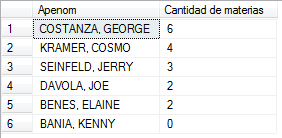 Apenom Cantidad de materias
1 COSTANZA, GEORGE 6
2 KRAMER, COSMO 4
3 SEINFELD, JERRY 3
4 DAVOLA, JOE 2
5 BENES, ELAINE 2
6 BANIA, KENNY 0